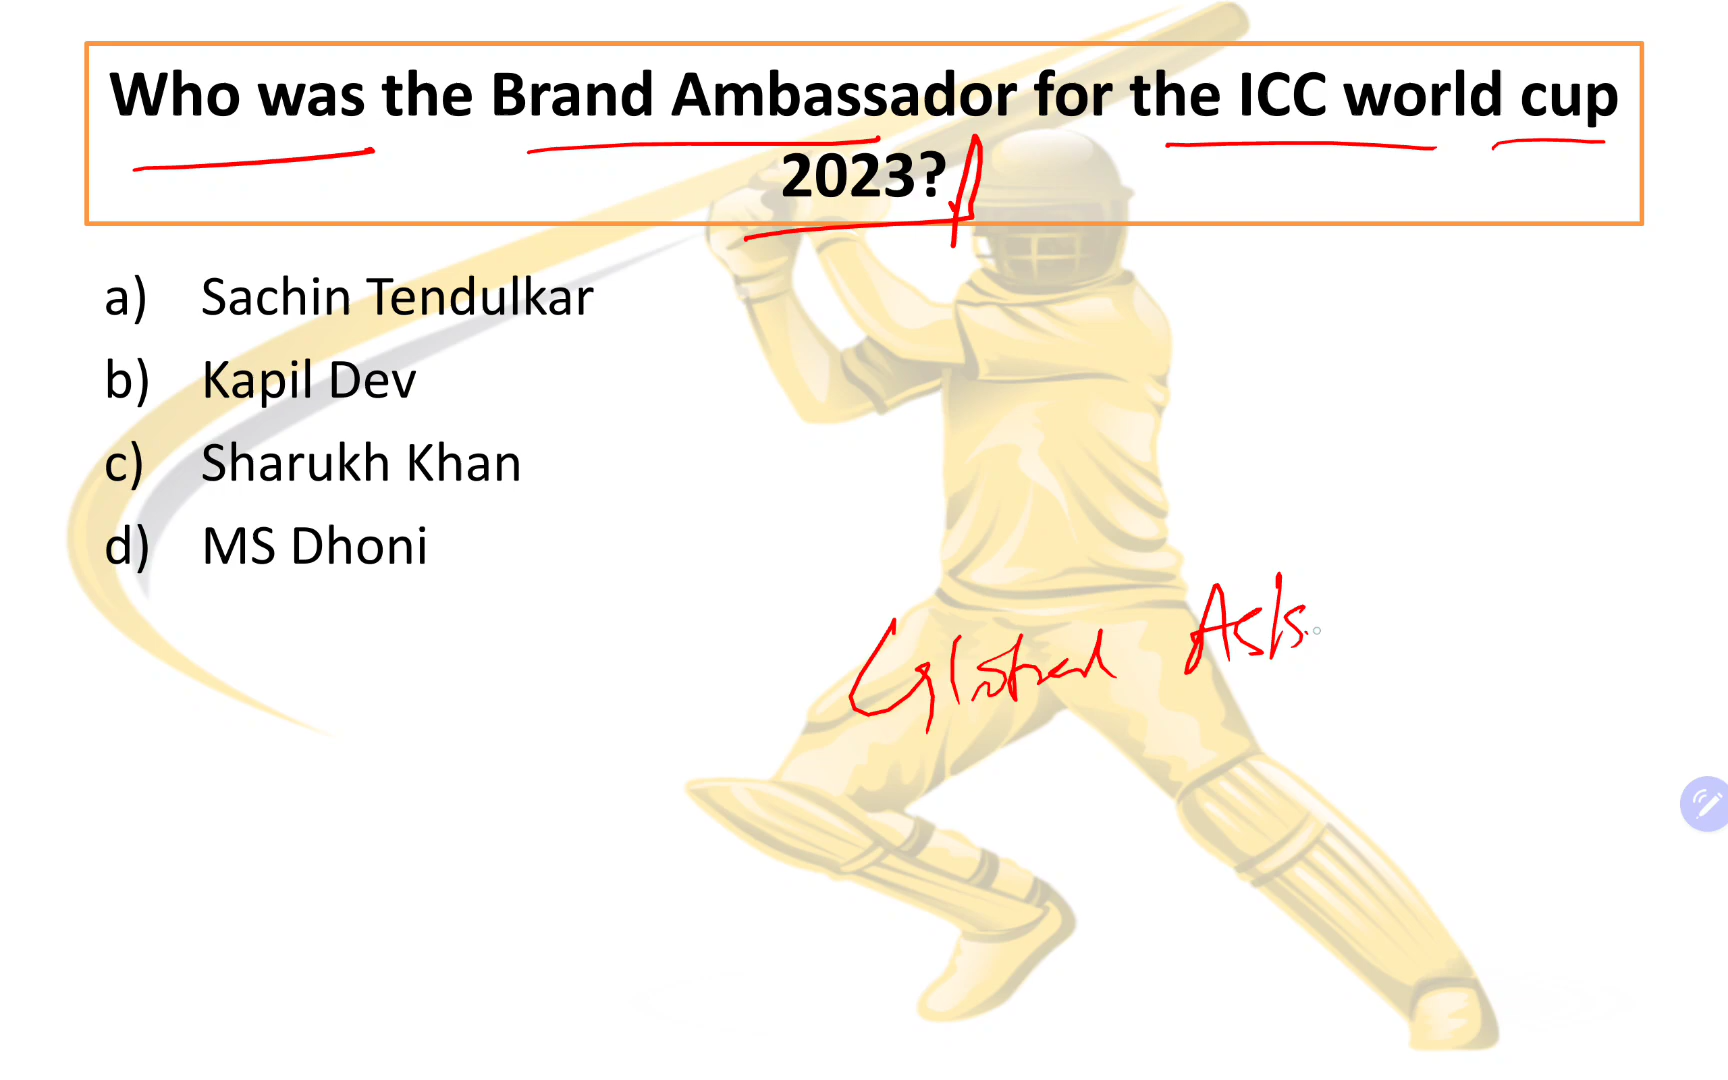 Who was the Brand Ambassador for the ICC world cup
2023?
a) Sachin Tendulkar
b) Kapil Dev
c) Sharukh Khan
d) MS Dhoni
Global